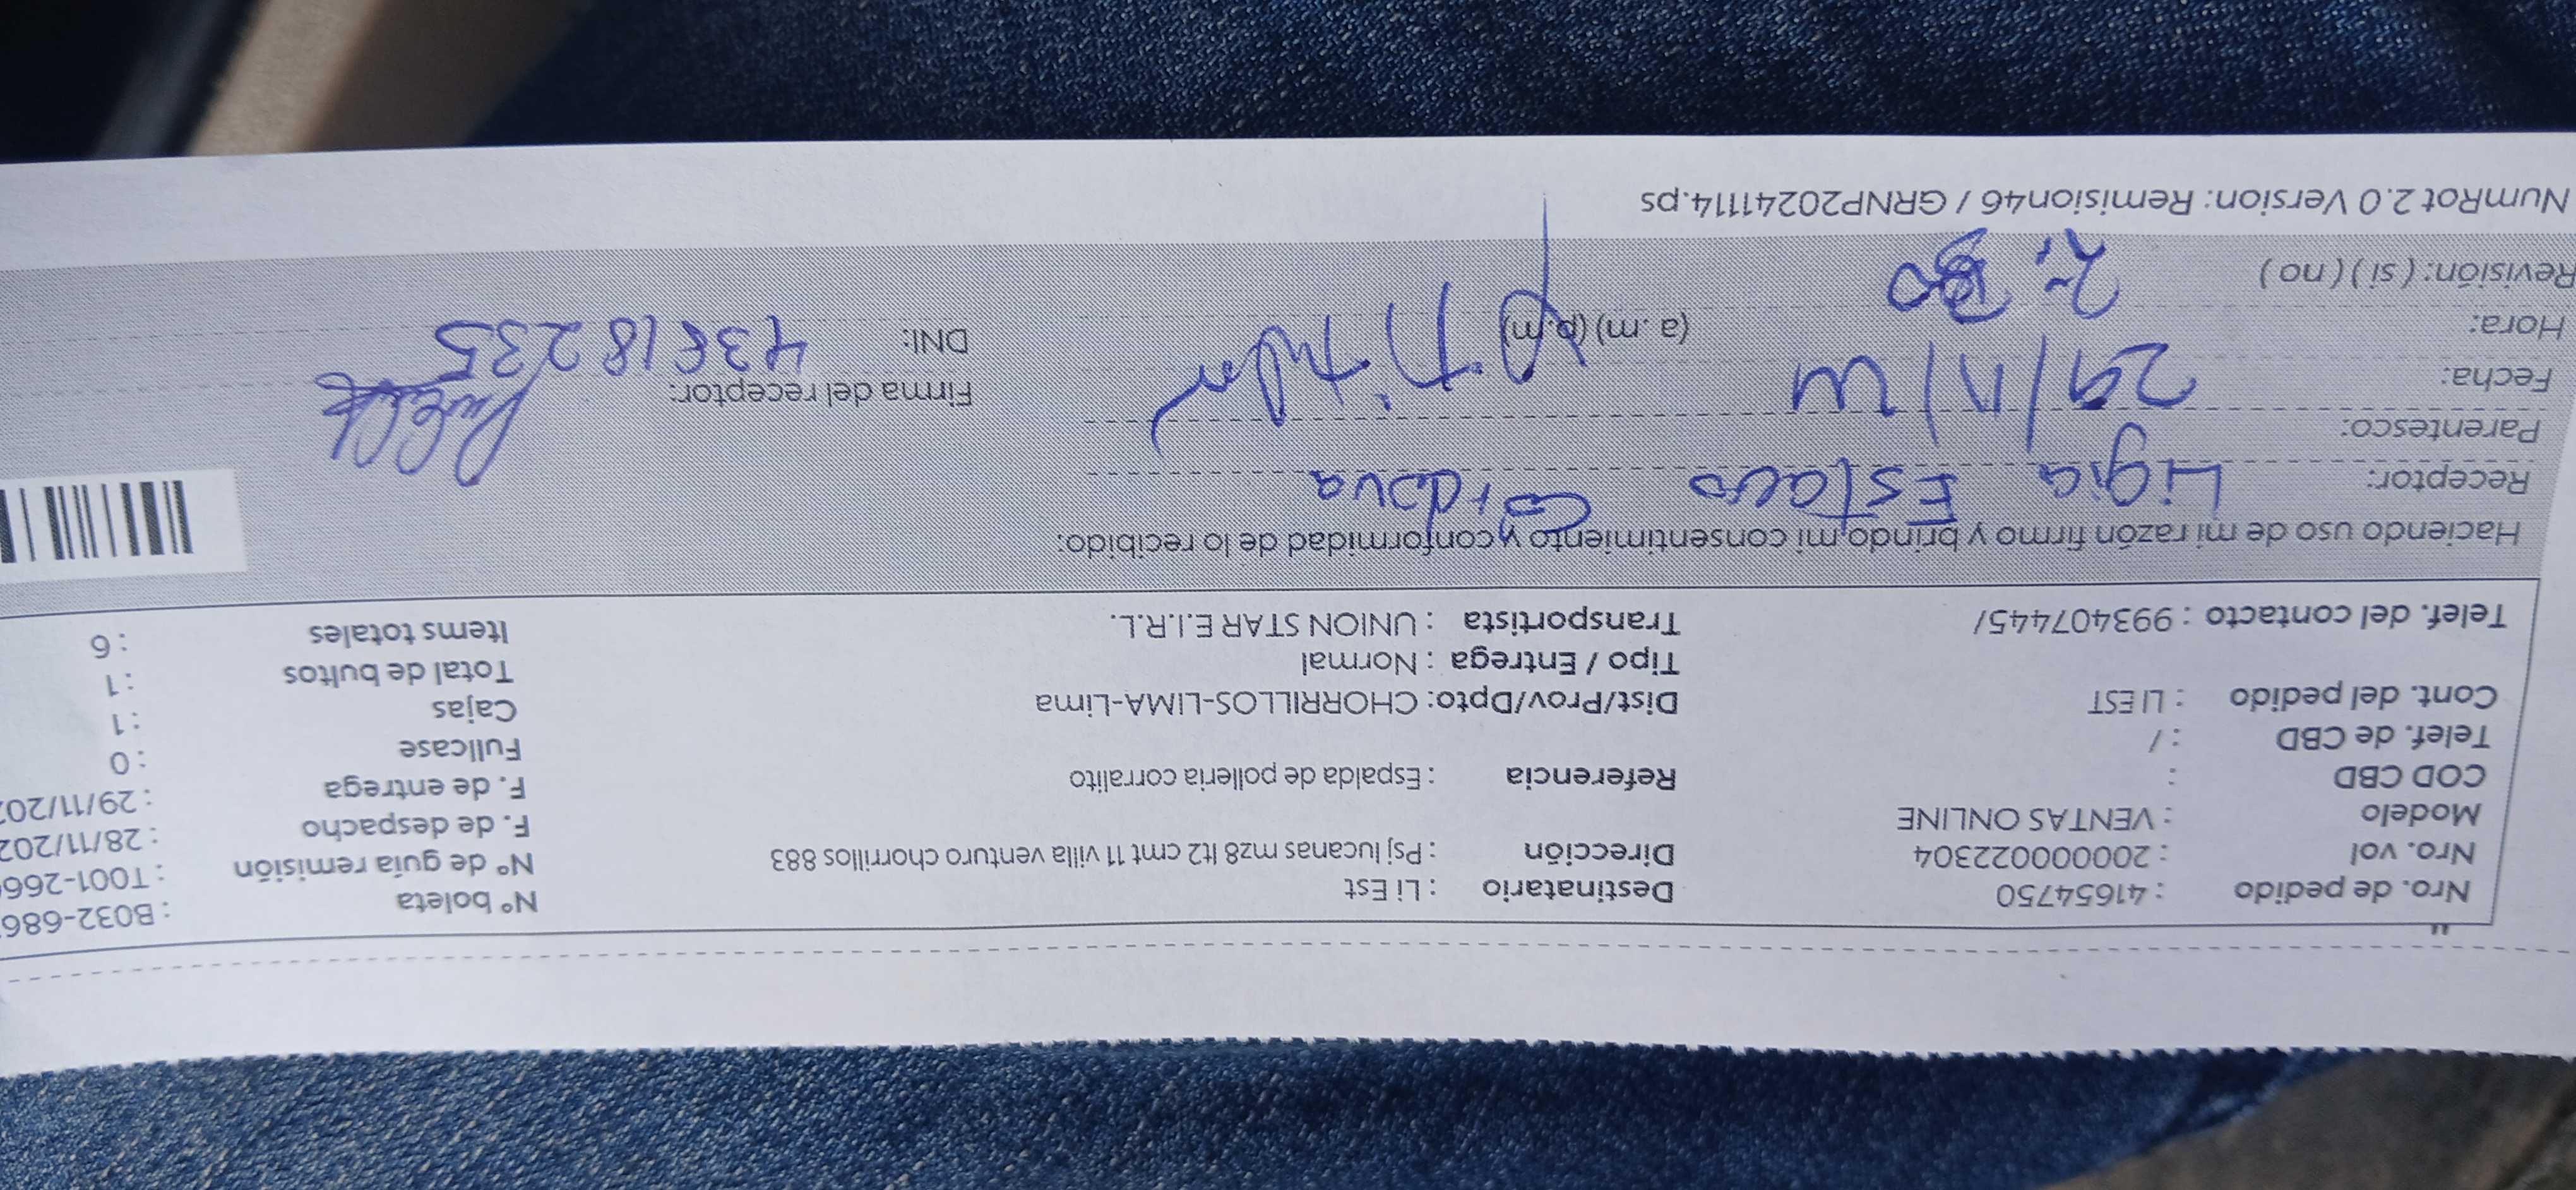 Nro. de pedido : 41654750
Nro. vol : 2000000022304
Modelo : VENTAS ONLINE
COD CBD :
Telef. de CBD : /
Cont. del pedido : LI EST
Telef. del contacto : 993407445/
Destinatario : Li Est
Dirección : Psj lucanas mz8 lt2 cmt 11 villa venturo chorrillos 883
Referencia : Espalda de polleria corralito
Dist/Prov/Dpto: CHORRILLOS-LIMA-Lima
Tipo / Entrega : Normal
Transportista : UNION STAR E.I.R.L.
Nº boleta : B032-686
Nº de guía remisión : T001-266
F. de despacho : 28/11/202
F. de entrega : 29/11/202
Fullcase : 0
Cajas : 1
Total de bultos : 1
Items totales : 6
Haciendo uso de mi razón firmo y brindo mi consentimiento y conformidad de lo recibido:
Receptor: Ligia Estacio Cordova
Parentesco: Titular
Fecha: 29/11/24
Hora: (a.m) (p.m)
Revisión: ( si ) ( no )
Firma del receptor:
DNI: 43618235
NumRot 2.0 Version: Remision46 / GRNP20241114.ps